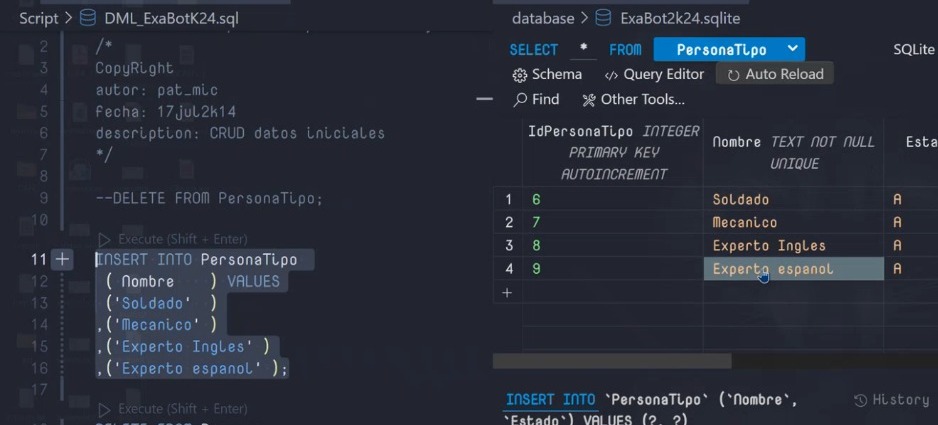 Script > DML_ExaBotK24.sql
2 /*
3 CopyRight
4 autor: pat_mic
5 fecha: 17jul2k14
6 description: CRUD datos iniciales
7 */
8
9 --DELETE FROM PersonaTipo;
10
Execute (Shift + Enter)
11 INSERT INTO PersonaTipo
12 ( Nombre ) VALUES
13 ('Soldado' )
14 ,('Mecanico' )
15 ,('Experto Ingles' )
16 ,('Experto espanol' );
17
Execute (Shift + Enter)
database > ExaBot2k24.sqlite
SELECT * FROM PersonaTipo SQLite
Schema </> Query Editor Auto Reload
Find Other Tools...
IdPersonaTipo INTEGER PRIMARY KEY AUTOINCREMENT
Nombre TEXT NOT NULL UNIQUE
Esta
1 6 Soldado A
2 7 Mecanico A
3 8 Experto Ingles A
4 9 Experto espanol A
+
INSERT INTO `PersonaTipo` (`Nombre`, History
`Estado`) VALUES (?, ?)